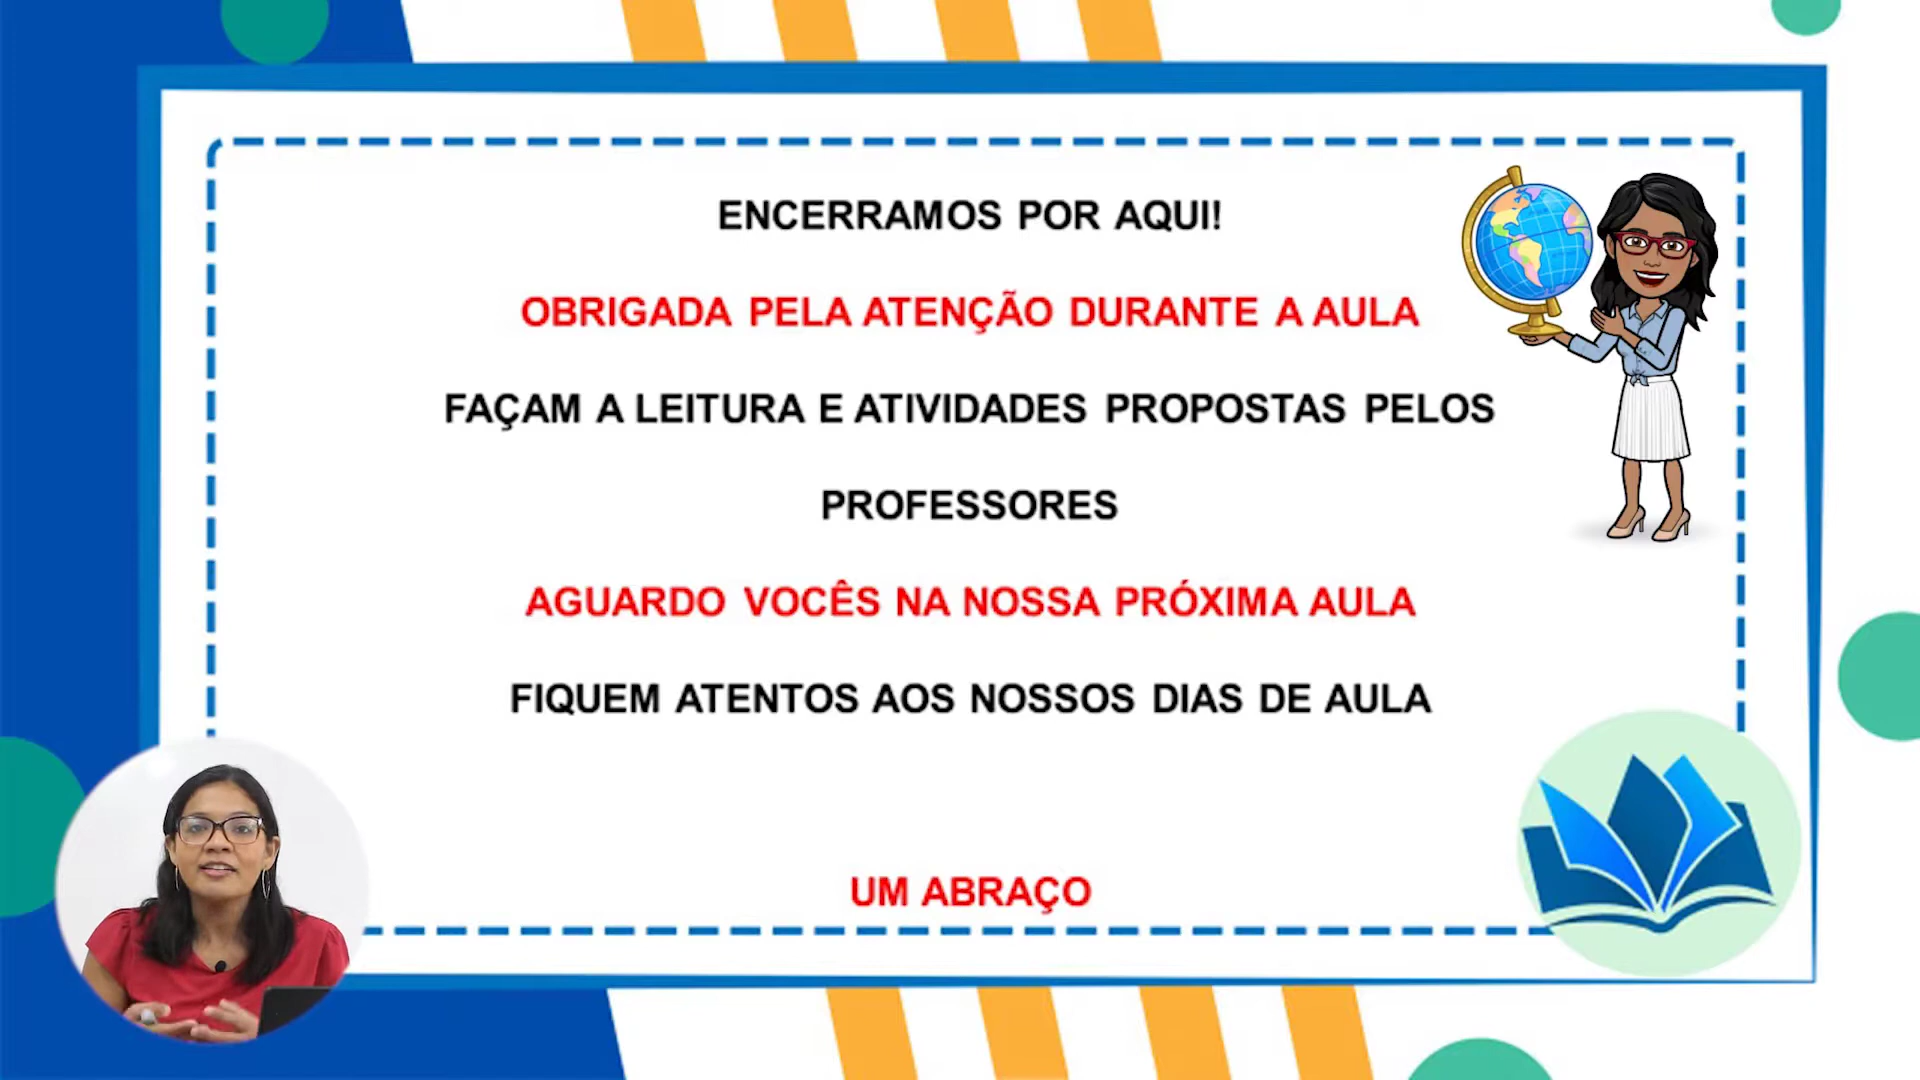 ENCERRAMOS POR AQUI!
OBRIGADA PELA ATENÇÃO DURANTE A AULA
FAÇAM A LEITURA E ATIVIDADES PROPOSTAS PELOS
PROFESSORES
AGUARDO VOCÊS NA NOSSA PRÓXIMA AULA
FIQUEM ATENTOS AOS NOSSOS DIAS DE AULA
UM ABRAÇO